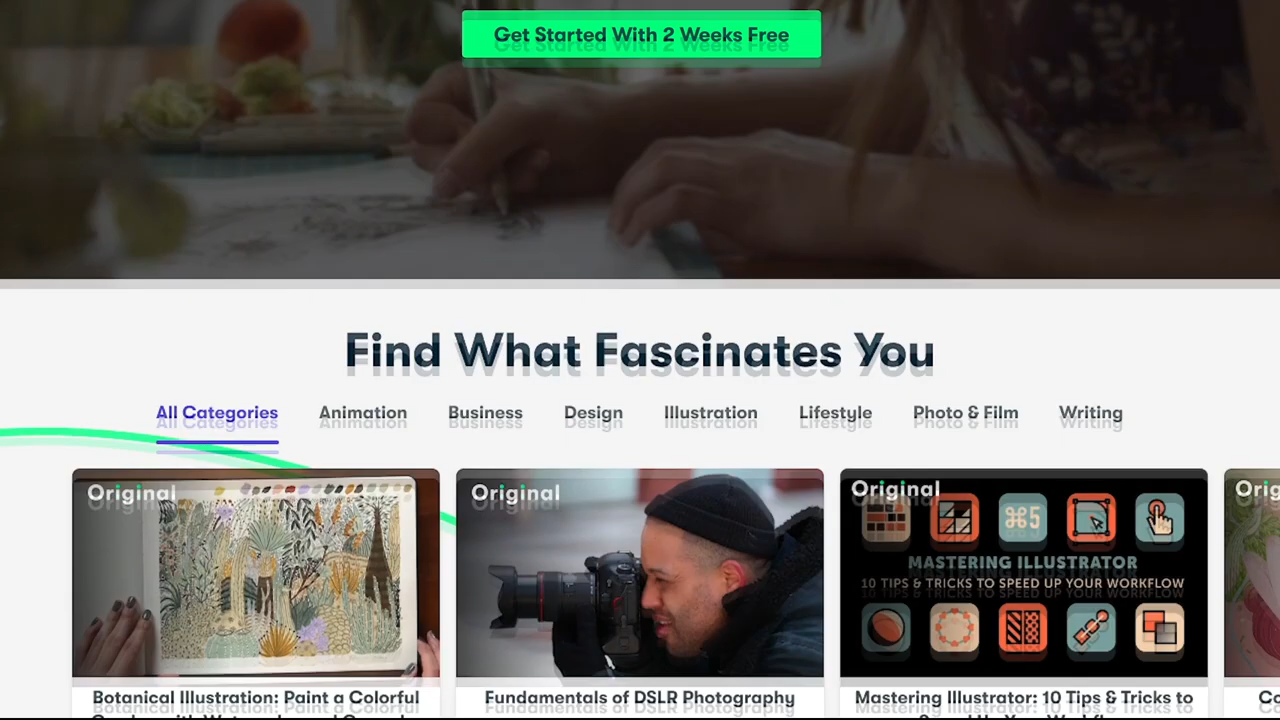 Get Started With 2 Weeks Free
Find What Fascinates You
All Categories Animation Business Design Illustration Lifestyle Photo & Film Writing
Original Original Original
⌘5
MASTERING ILLUSTRATOR
10 TIPS & TRICKS TO SPEED UP YOUR WORKFLOW
Botanical Illustration: Paint a Colorful Fundamentals of DSLR Photography Mastering Illustrator: 10 Tips & Tricks to